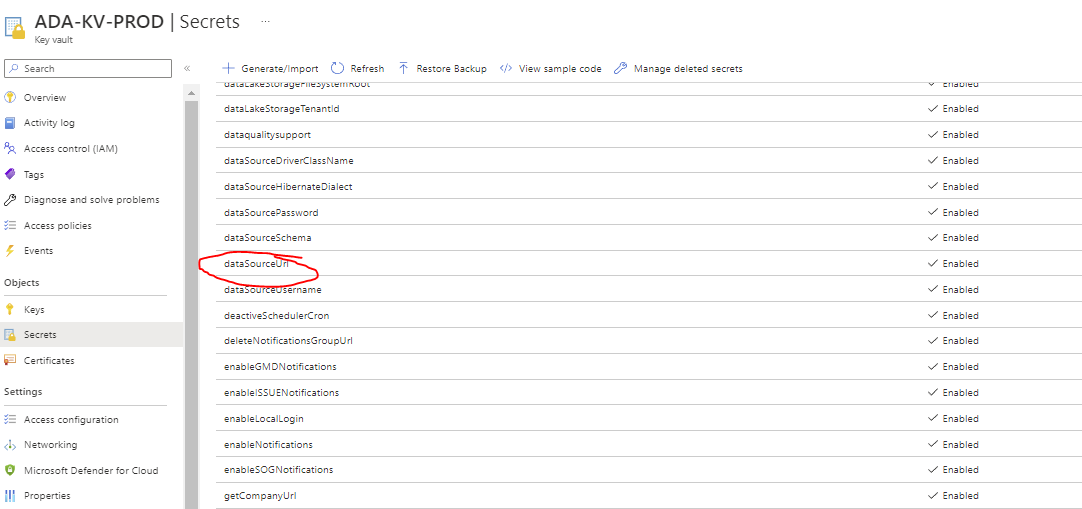 ADA-KV-PROD | Secrets ...
Key vault
Search
«
Overview
Activity log
Access control (IAM)
Tags
Diagnose and solve problems
Access policies
Events
Objects
Keys
Secrets
Certificates
Settings
Access configuration
Networking
Microsoft Defender for Cloud
Properties
Generate/Import Refresh Restore Backup View sample code Manage deleted secrets
dataLakeStorageFileSystemRoot Enabled
dataLakeStorageTenantId Enabled
dataqualitysupport Enabled
dataSourceDriverClassName Enabled
dataSourceHibernateDialect Enabled
dataSourcePassword Enabled
dataSourceSchema Enabled
dataSourceUrl Enabled
dataSourceUsername Enabled
deactiveSchedulerCron Enabled
deleteNotificationsGroupUrl Enabled
enableGMDNotifications Enabled
enableISSUENotifications Enabled
enableLocalLogin Enabled
enableNotifications Enabled
enableSOGNotifications Enabled
getCompanyUrl Enabled